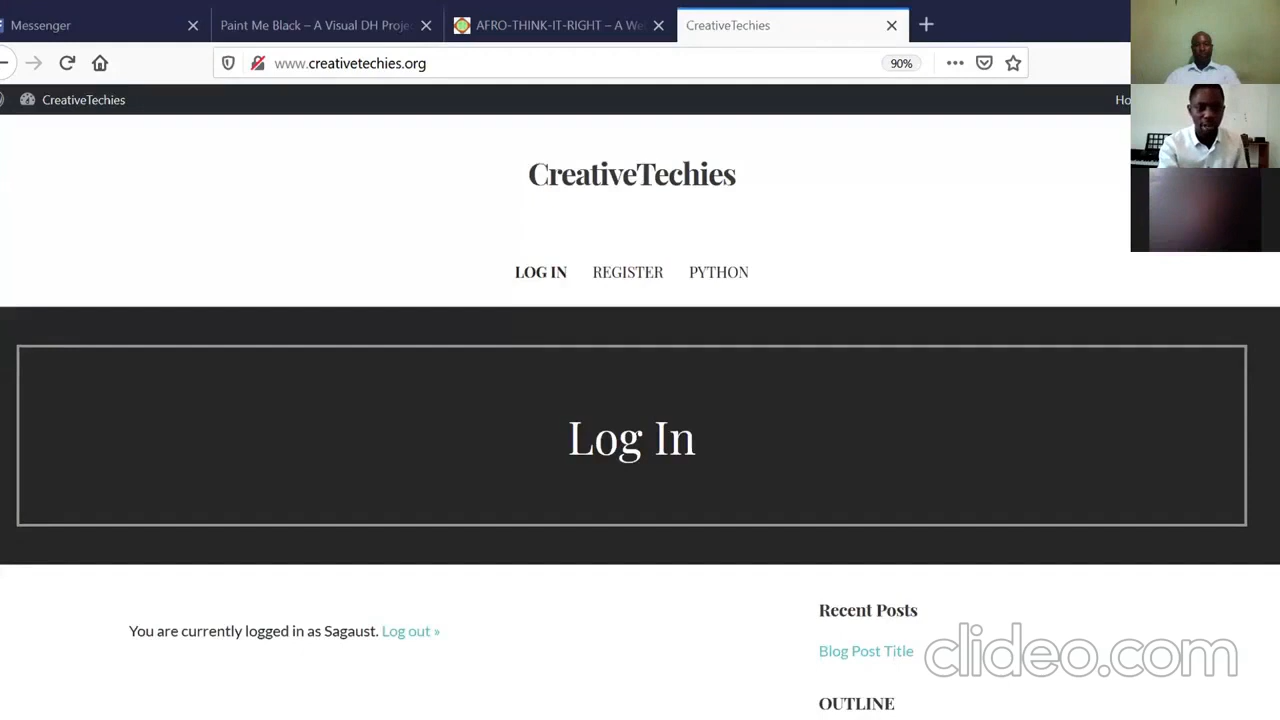 Messenger
Paint Me Black – A Visual DH Projec
AFRO-THINK-IT-RIGHT – A We
CreativeTechies
www.creativetechies.org
90%
CreativeTechies
Ho
CreativeTechies
LOG IN REGISTER PYTHON
Log In
You are currently logged in as Sagaust. Log out »
Recent Posts
Blog Post Title
OUTLINE
clideo.com